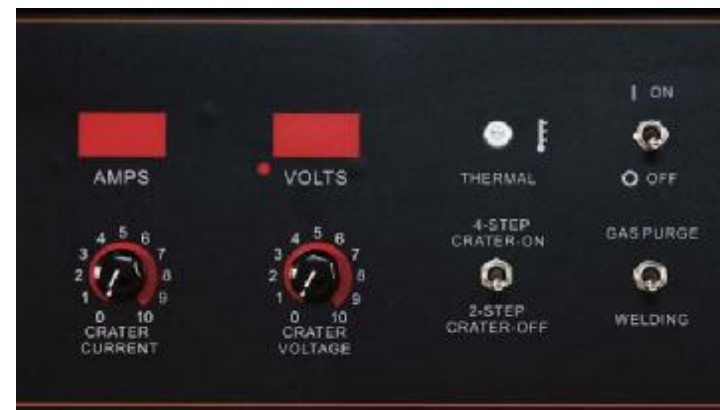 I ON
AMPS
VOLTS
THERMAL
O OFF
4-STEP
CRATER-ON
GAS PURGE
2-STEP
CRATER-OFF
WELDING
0 1 2 3 4 5 6 7 8 9 10
CRATER
CURRENT
0 1 2 3 4 5 6 7 8 9 10
CRATER
VOLTAGE